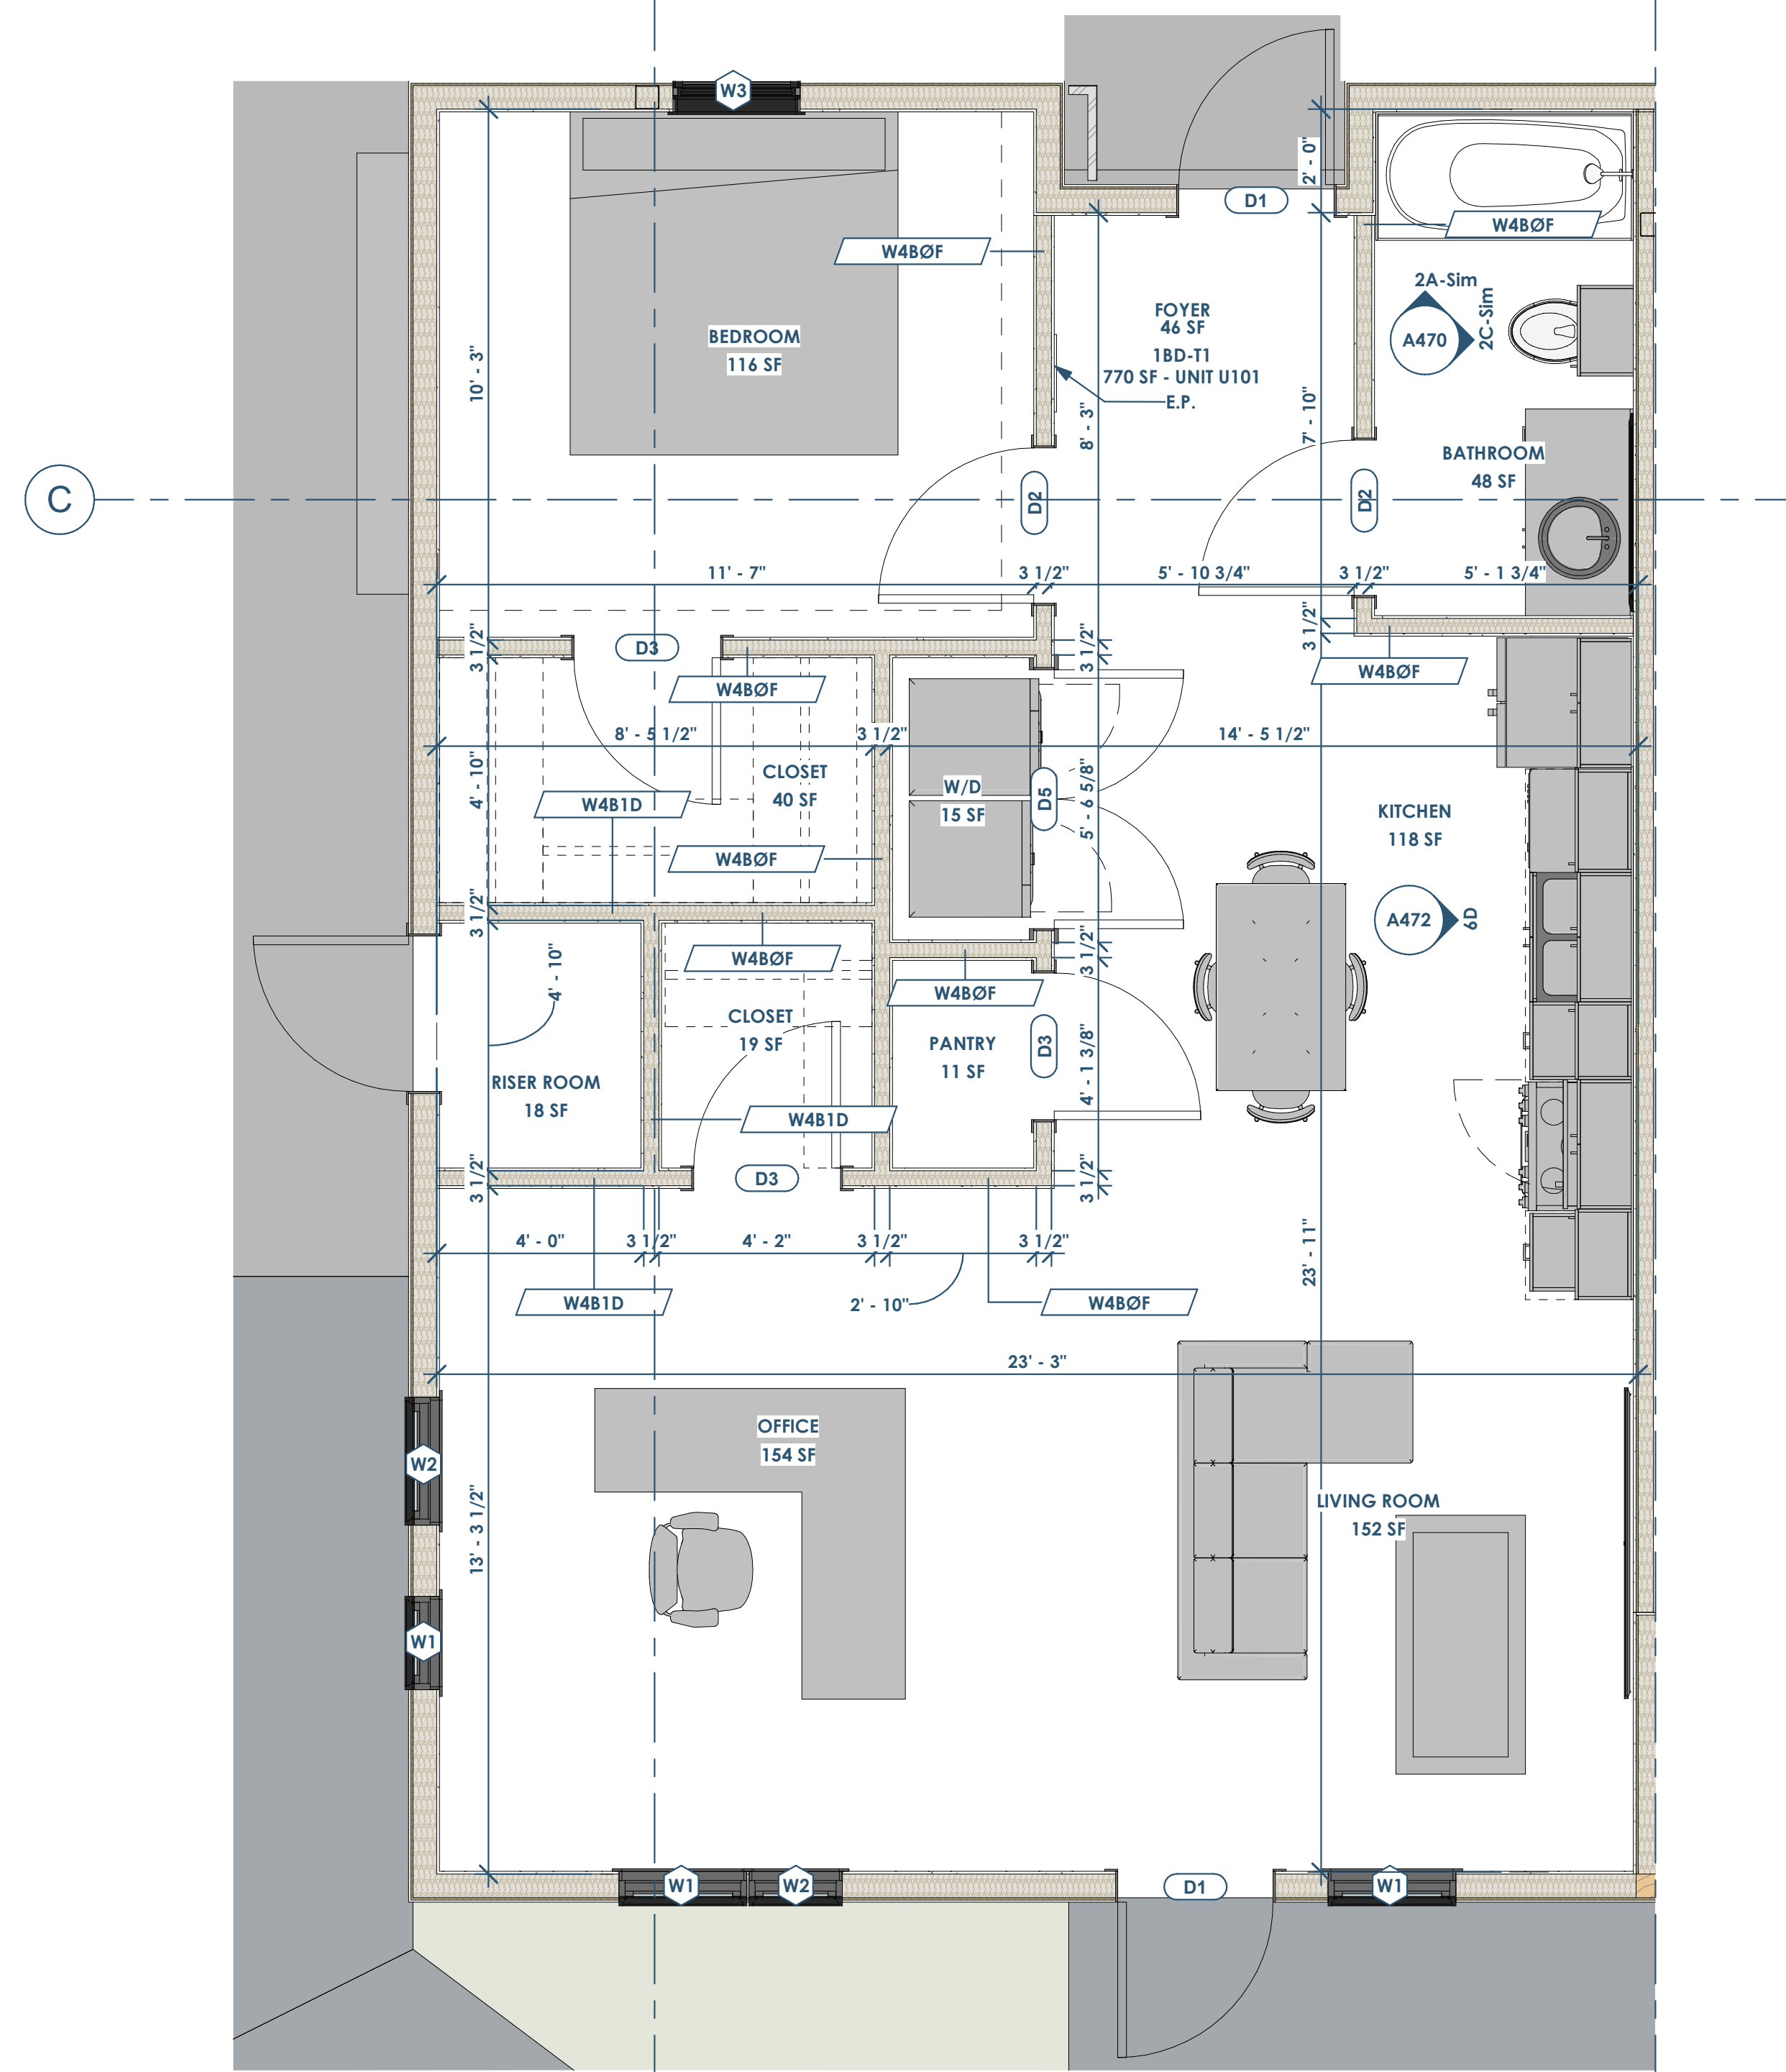 W3
D1
2' - 0"
W4BØF
W4BØF
2A-Sim
2C-Sim
A470
FOYER
46 SF
1BD-T1
770 SF - UNIT U101
E.P.
BEDROOM
116 SF
10' - 3"
8' - 3"
7' - 10"
BATHROOM
48 SF
C
D2
D2
11' - 7"
3 1/2"
5' - 10 3/4"
3 1/2"
5' - 1 3/4"
3 1/2"
D3
3 1/2"
3 1/2"
W4BØF
W4BØF
8' - 5 1/2"
3 1/2"
14' - 5 1/2"
4' - 10"
CLOSET
40 SF
W/D
15 SF
D5
5' - 6 5/8"
W4B1D
W4BØF
KITCHEN
118 SF
A472
6D
3 1/2"
4' - 10"
W4BØF
3 1/2"
W4BØF
CLOSET
19 SF
PANTRY
11 SF
D3
4' - 1 3/8"
RISER ROOM
18 SF
W4B1D
3 1/2"
D3
3 1/2"
4' - 0"
3 1/2"
4' - 2"
3 1/2"
3 1/2"
23' - 11"
W4B1D
2' - 10"
W4BØF
23' - 3"
OFFICE
154 SF
W2
13' - 3 1/2"
LIVING ROOM
152 SF
W1
W1
W2
D1
W1